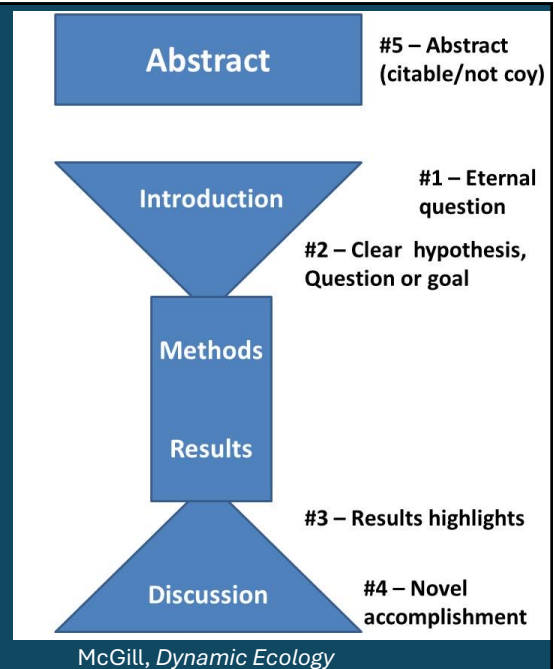 Abstract
#5 – Abstract
(citable/not coy)
Introduction
#1 – Eternal
question
#2 – Clear hypothesis,
Question or goal
Methods
Results
#3 – Results highlights
Discussion
#4 – Novel
accomplishment
McGill, Dynamic Ecology